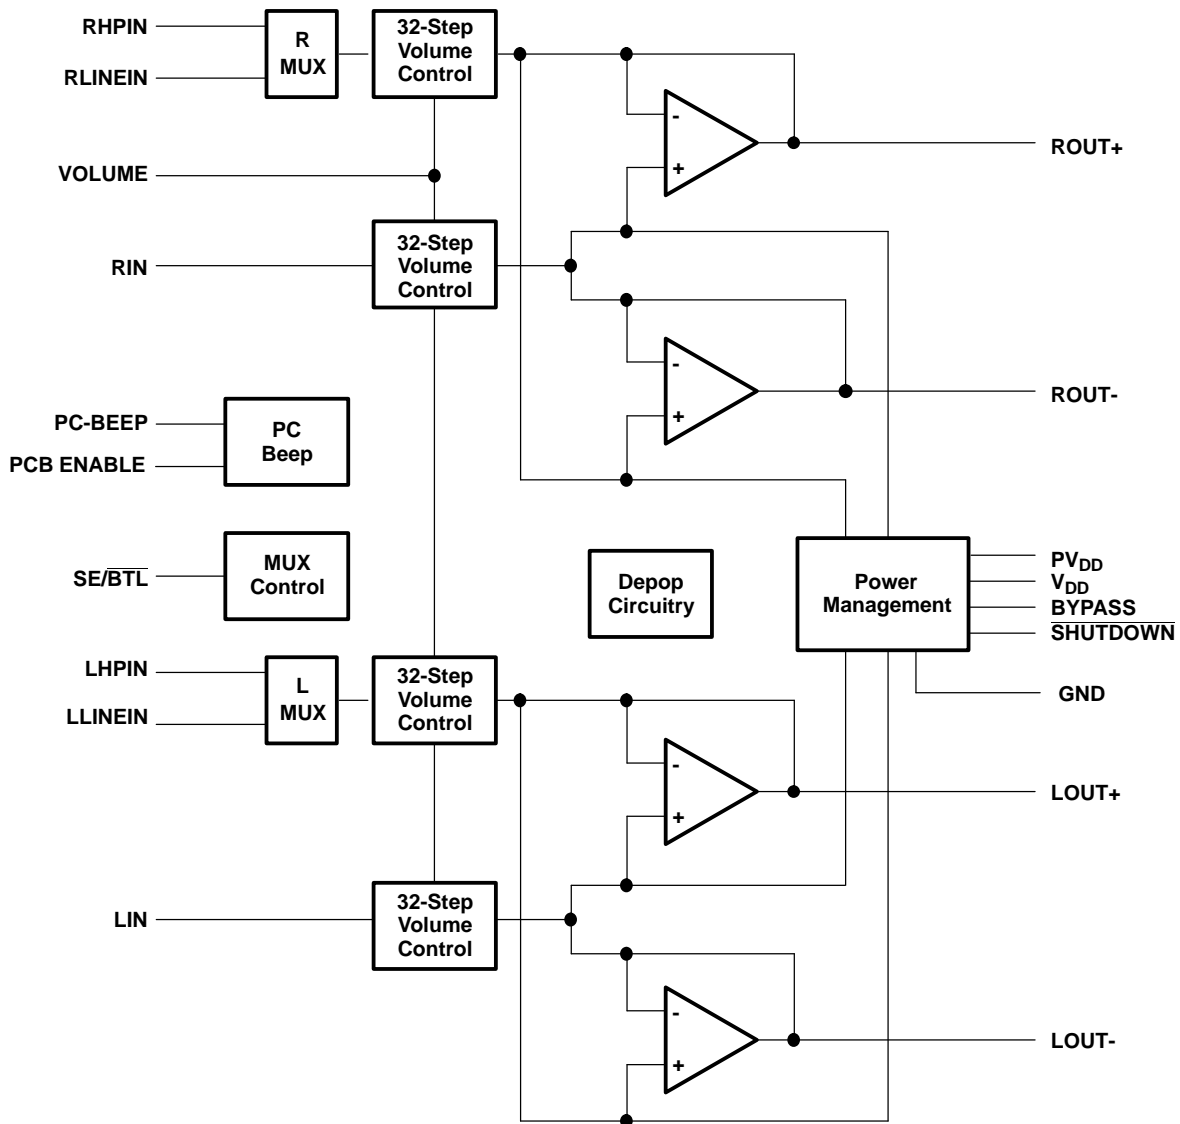 RHPIN
RLINEIN
R
MUX
32-Step
Volume
Control
VOLUME
-
+
ROUT+
RIN
32-Step
Volume
Control
-
+
ROUT-
PC-BEEP
PCB ENABLE
PC
Beep
SE/BTL
MUX
Control
Depop
Circuitry
Power
Management
PVDD
VDD
BYPASS
SHUTDOWN
GND
LHPIN
LLINEIN
L
MUX
32-Step
Volume
Control
-
+
LOUT+
LIN
32-Step
Volume
Control
-
+
LOUT-